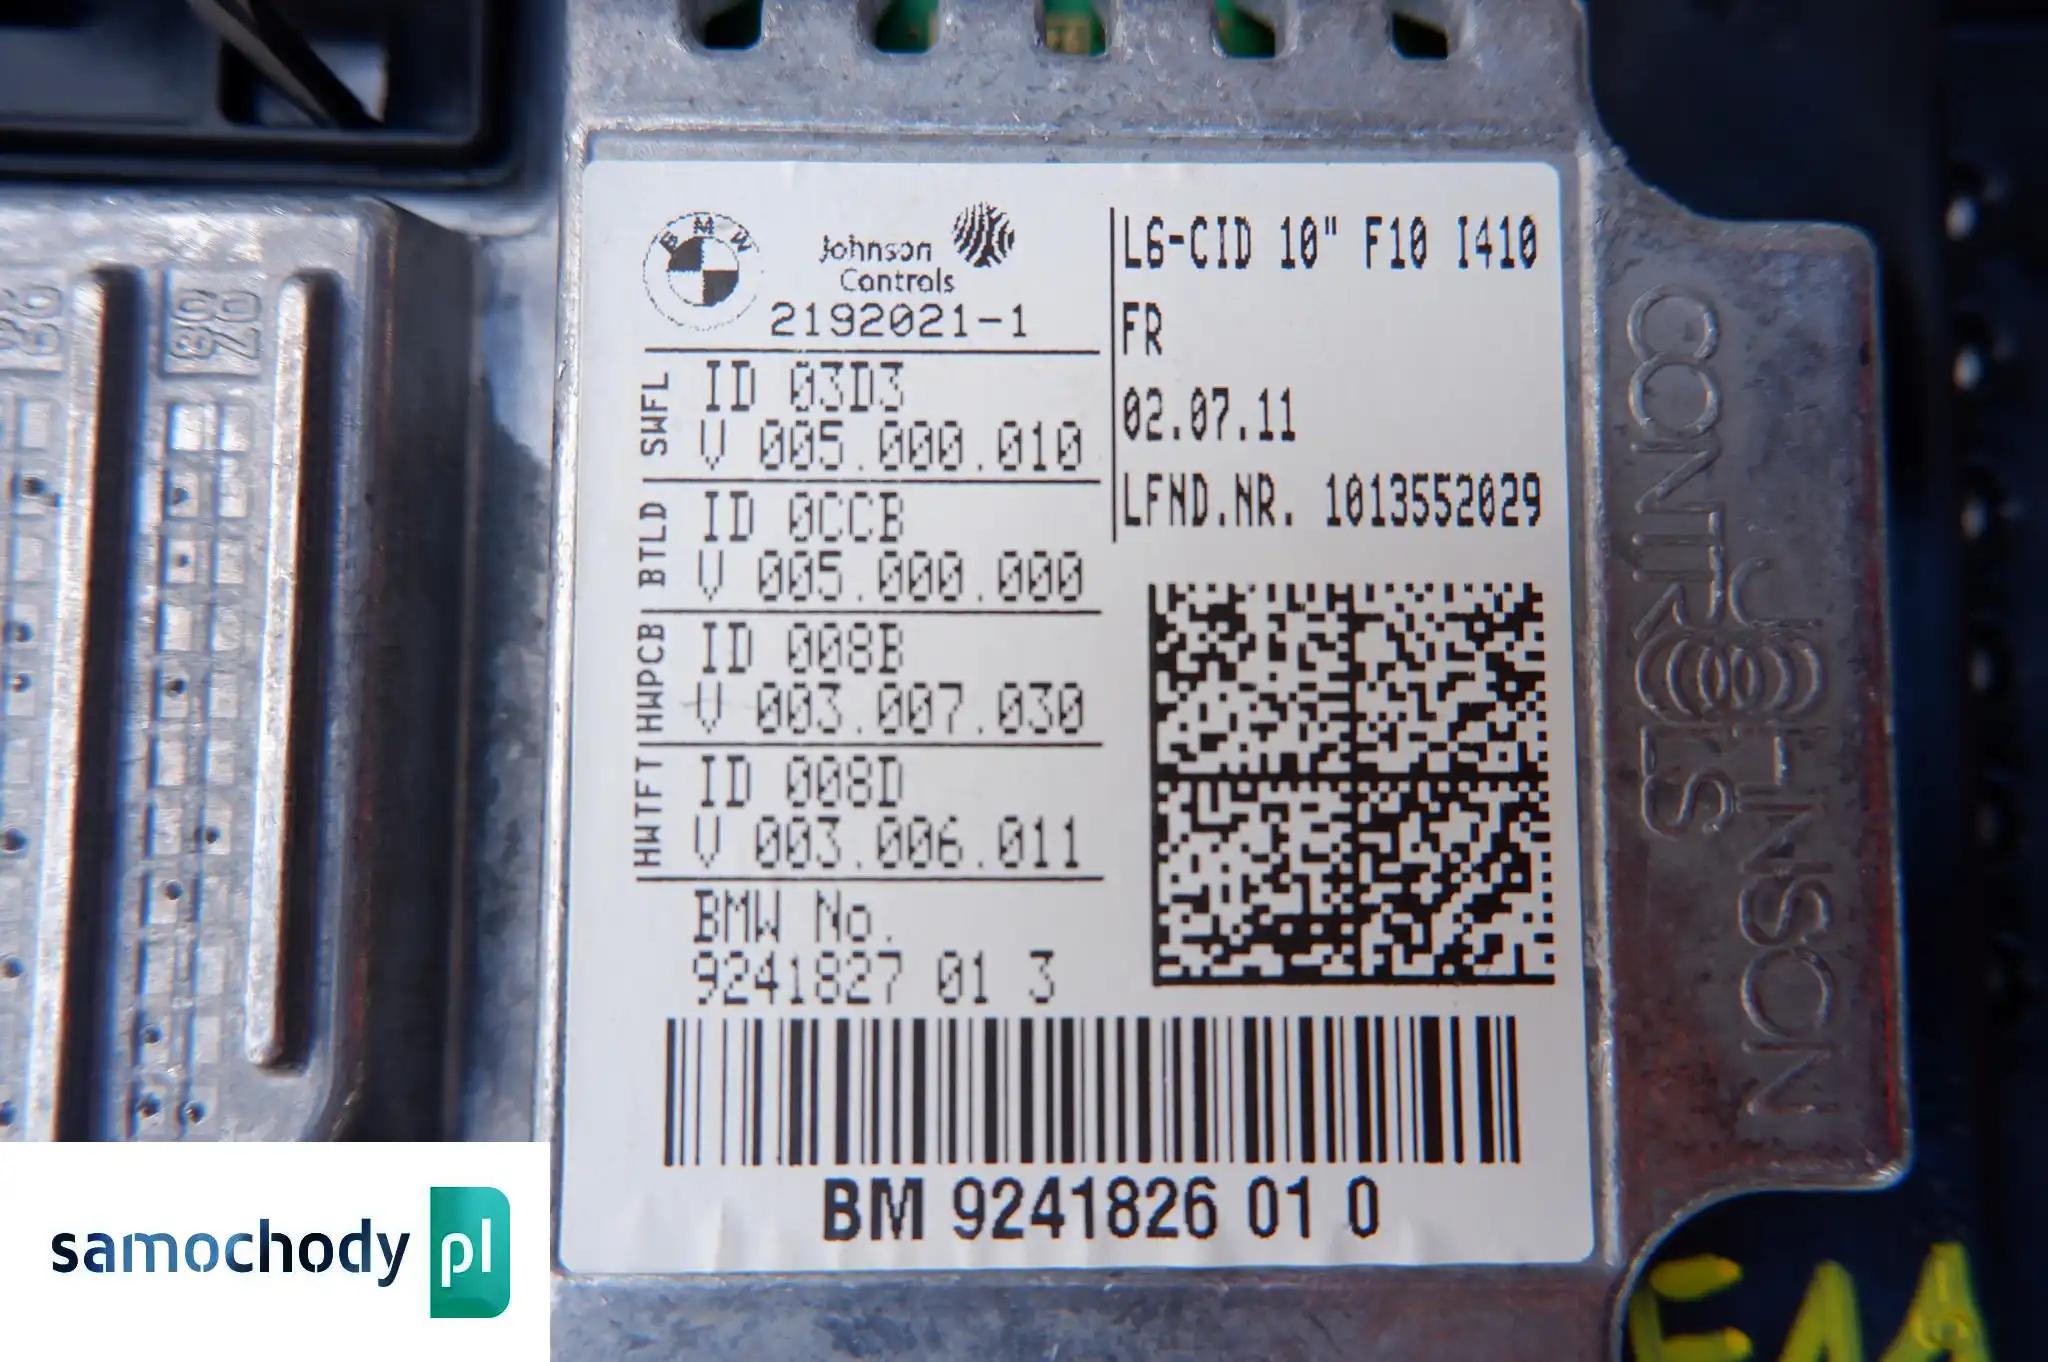 BMW
Johnson
Controls
2192021-1
L6-CID 10" F10 I410
FR
02.07.11
LFND.NR. 1013552029
SWFL
ID 03D3
V 005.000.010
BTLD
ID 0CCB
V 005.000.000
HWPCB
ID 008B
V 003.007.030
HWTF
ID 008D
V 003.006.011
BMW No.
9241827 01 3
BM 9241826 01 0
JOHNSON
CONTROLS
samochody pl